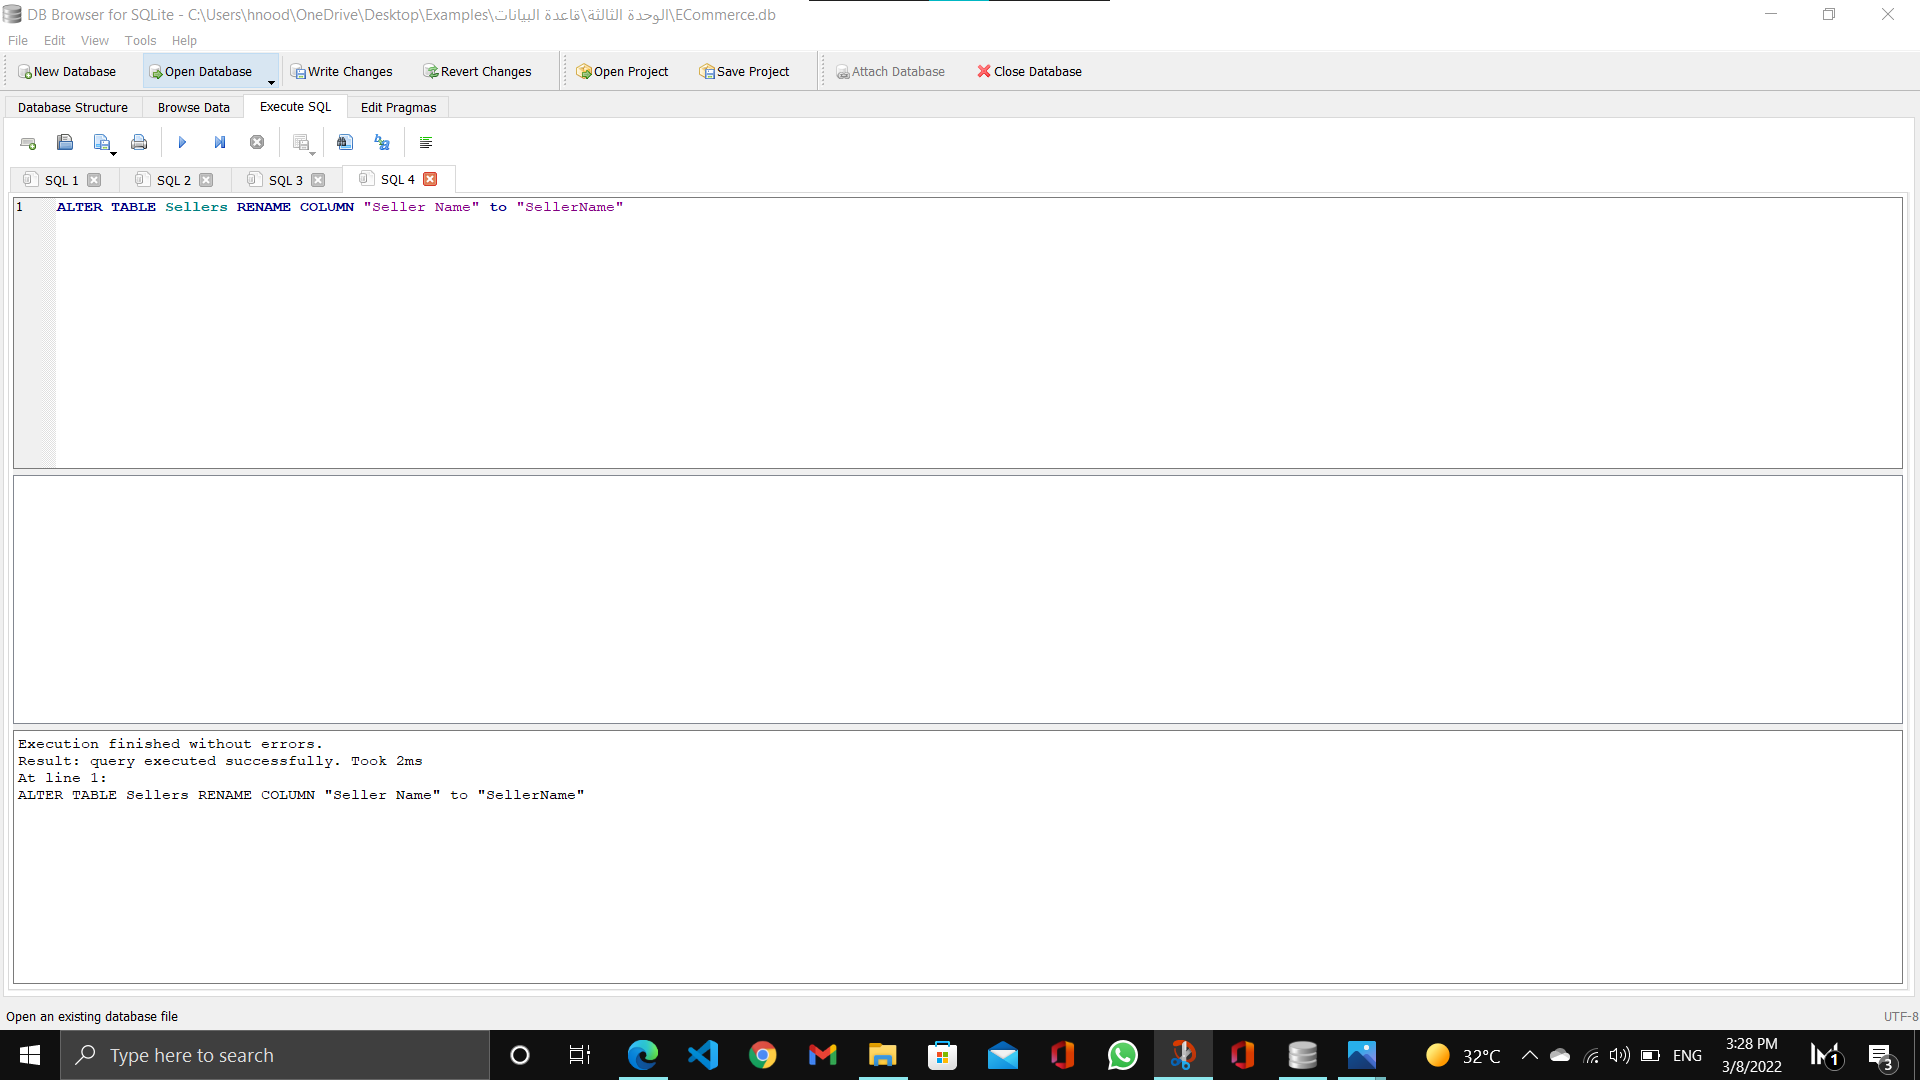 DB Browser for SQLite - C:\Users\hnood\OneDrive\Desktop\Examples\الوحدة الثالثة\قاعدة البيانات\ECommerce.db
File Edit View Tools Help
New Database Open Database Write Changes Revert Changes Open Project Save Project Attach Database Close Database
Database Structure Browse Data Execute SQL Edit Pragmas
SQL 1 SQL 2 SQL 3 SQL 4
1 ALTER TABLE Sellers RENAME COLUMN "Seller Name" to "SellerName"
Execution finished without errors.
Result: query executed successfully. Took 2ms
At line 1:
ALTER TABLE Sellers RENAME COLUMN "Seller Name" to "SellerName"
Open an existing database file
UTF-8
Type here to search
32°C
ENG
3:28 PM
3/8/2022
1
3